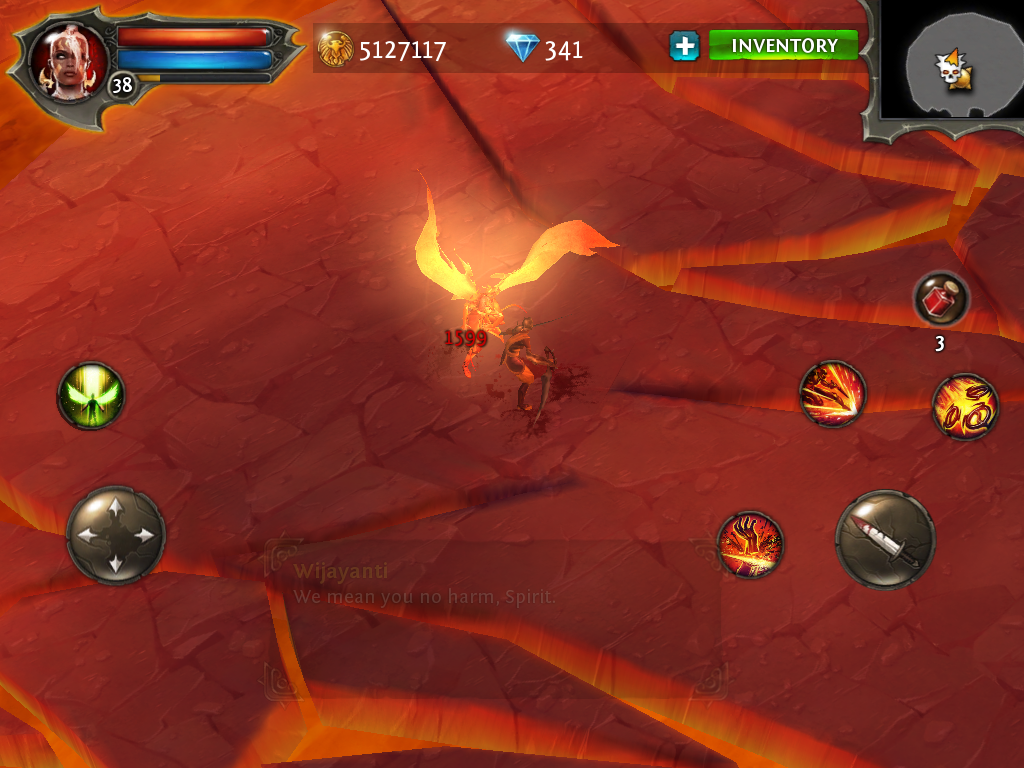 5127117
341
INVENTORY
38
1599
3
Wijayanti
We mean you no harm, Spirit.